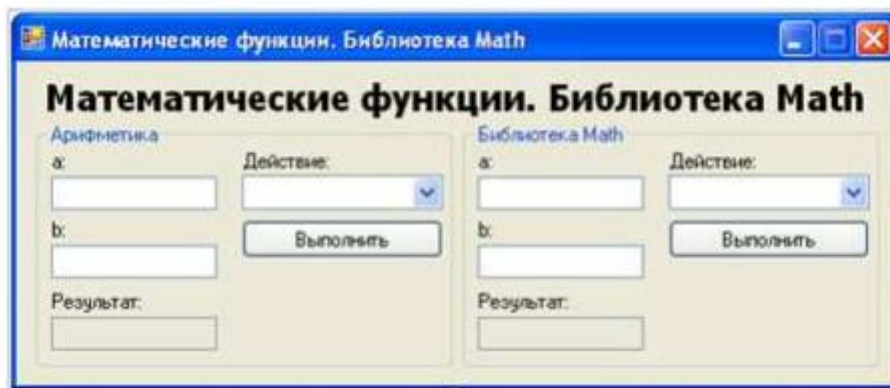 Математические функции. Библиотека Math
Математические функции. Библиотека Math
Арифметика
a:
Действие:
b:
Выполнить
Результат:
Библиотека Math
a:
Действие:
b:
Выполнить
Результат: